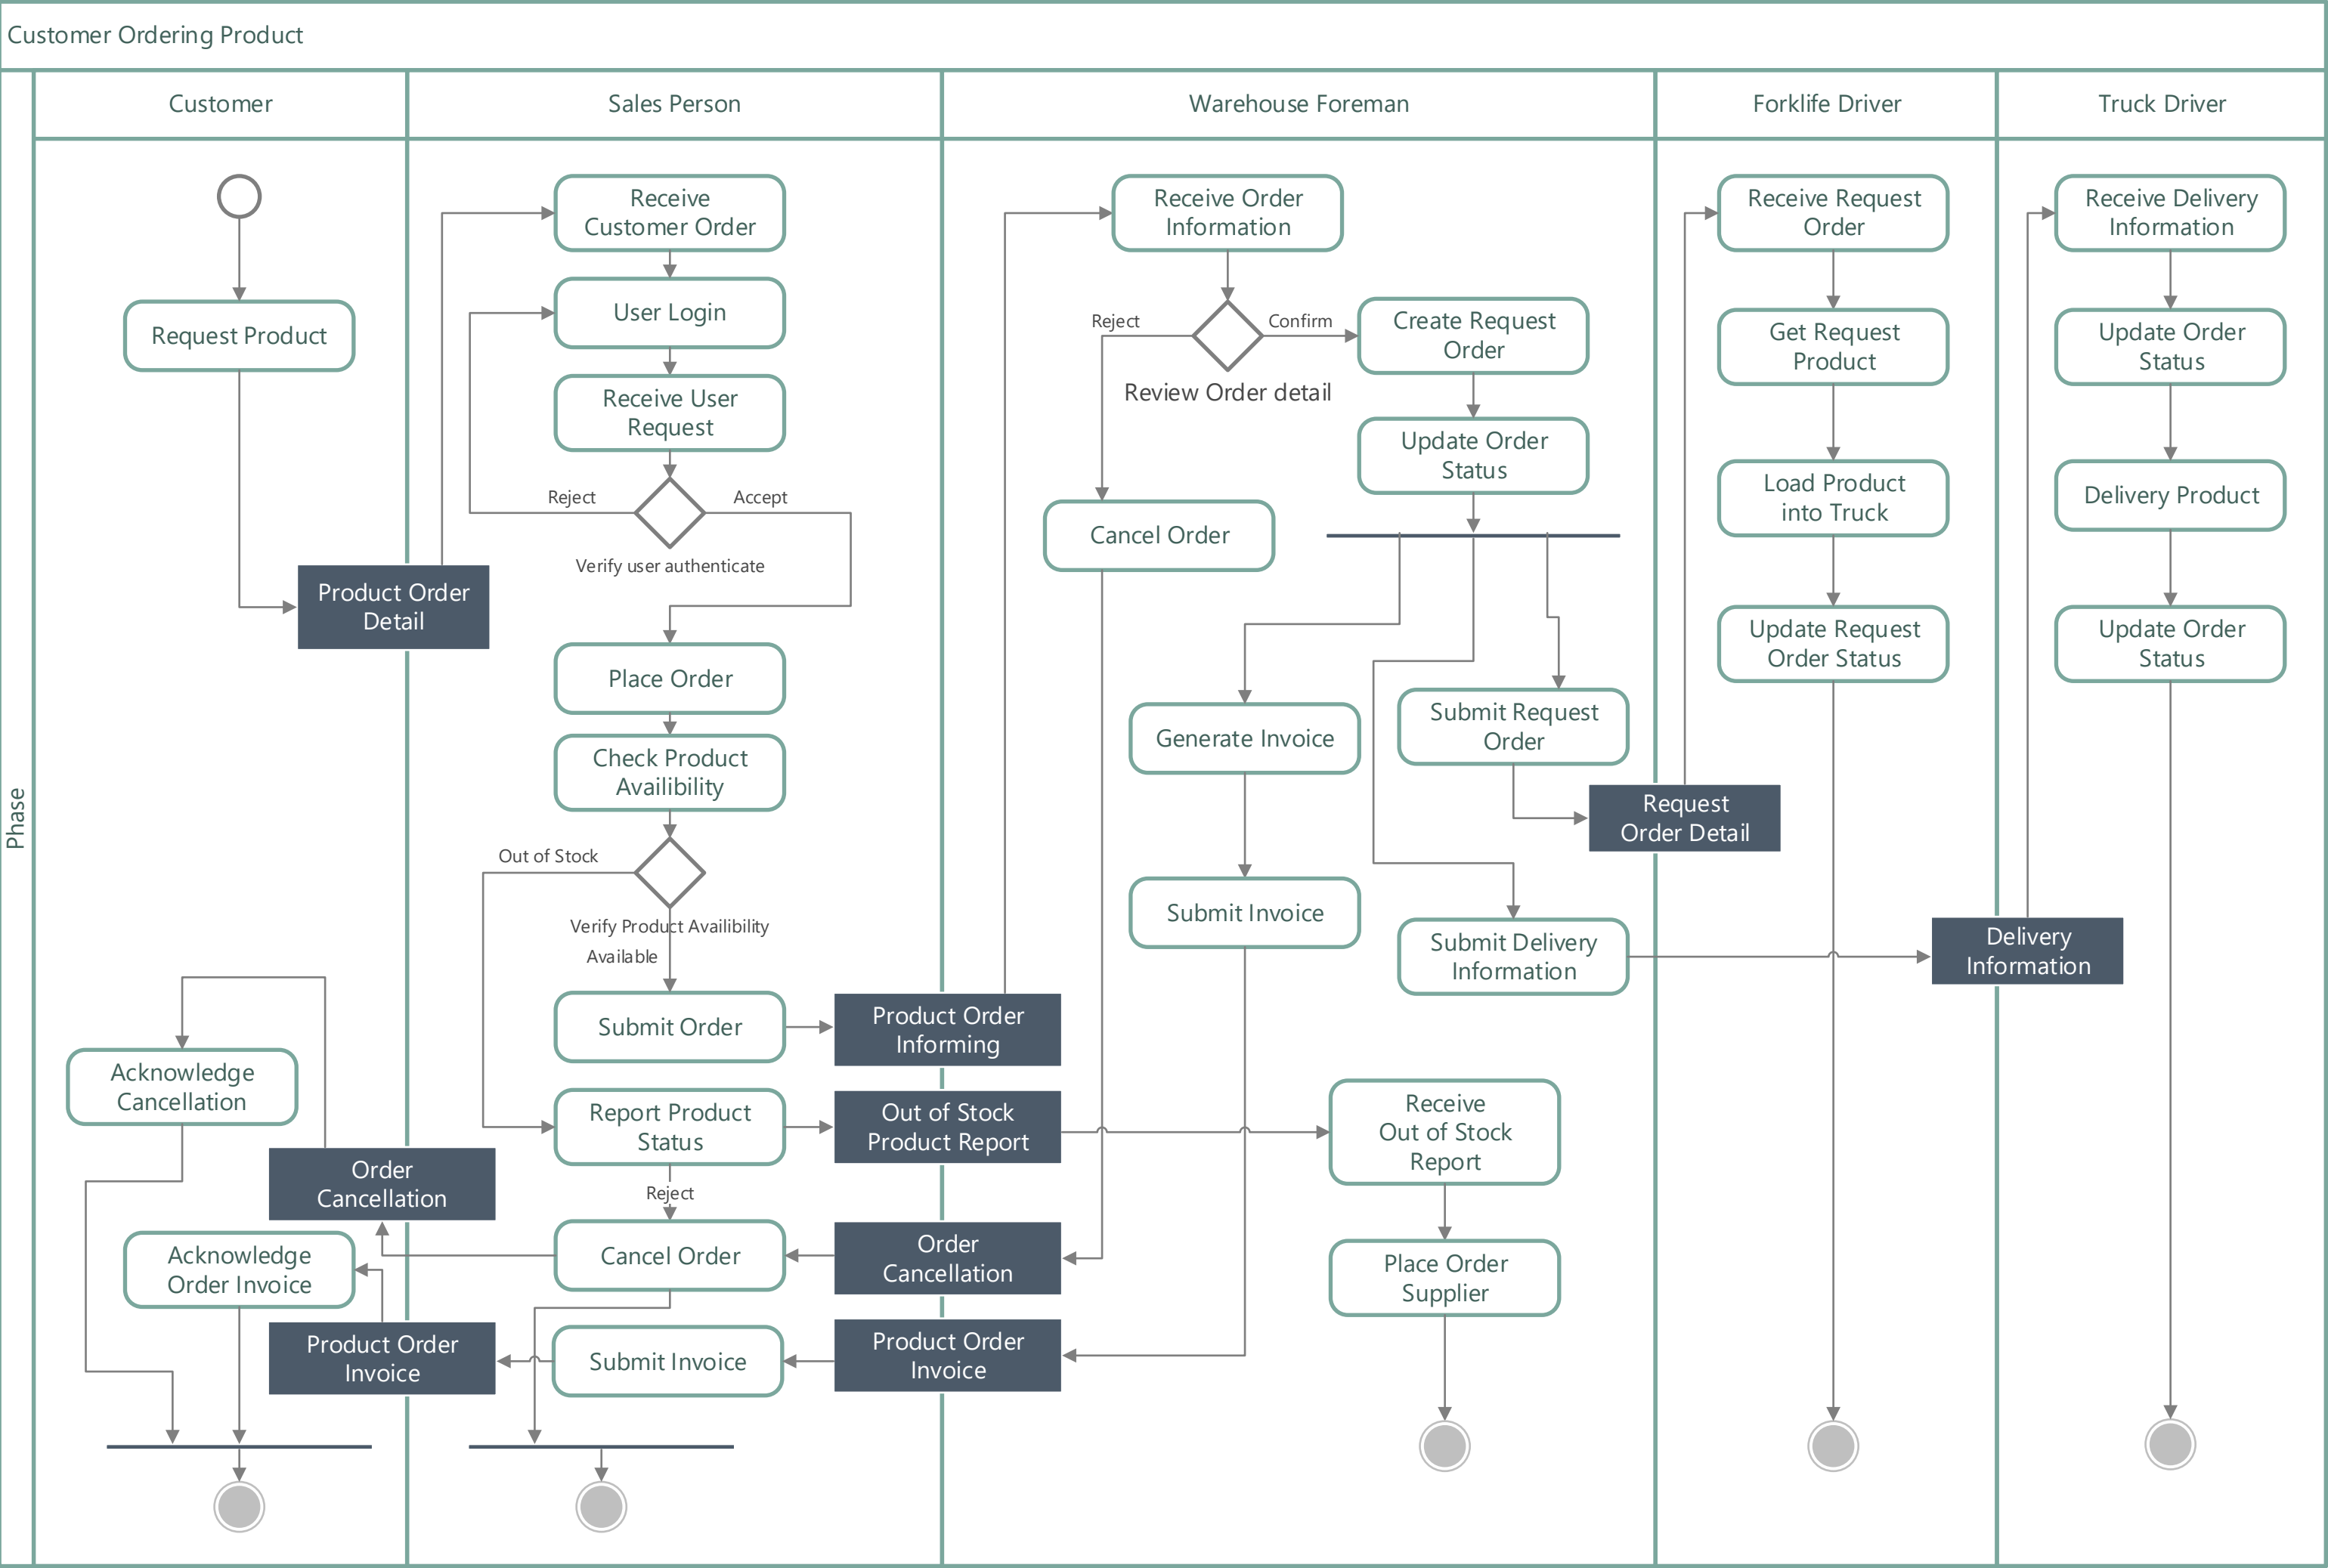 Customer Ordering Product
Phase
Customer
Sales Person
Warehouse Foreman
Forklife Driver
Truck Driver
Request Product
Product Order
Detail
Acknowledge
Cancellation
Order
Cancellation
Acknowledge
Order Invoice
Product Order
Invoice
Receive
Customer Order
User Login
Receive User
Request
Reject
Accept
Verify user authenticate
Place Order
Check Product
Availibility
Out of Stock
Verify Product Availibility
Available
Submit Order
Product Order
Informing
Report Product
Status
Out of Stock
Product Report
Reject
Cancel Order
Order
Cancellation
Submit Invoice
Product Order
Invoice
Receive Order
Information
Reject
Confirm
Review Order detail
Create Request
Order
Update Order
Status
Cancel Order
Generate Invoice
Submit Request
Order
Request
Order Detail
Submit Invoice
Submit Delivery
Information
Delivery
Information
Receive
Out of Stock
Report
Place Order
Supplier
Receive Request
Order
Get Request
Product
Load Product
into Truck
Update Request
Order Status
Receive Delivery
Information
Update Order
Status
Delivery Product
Update Order
Status